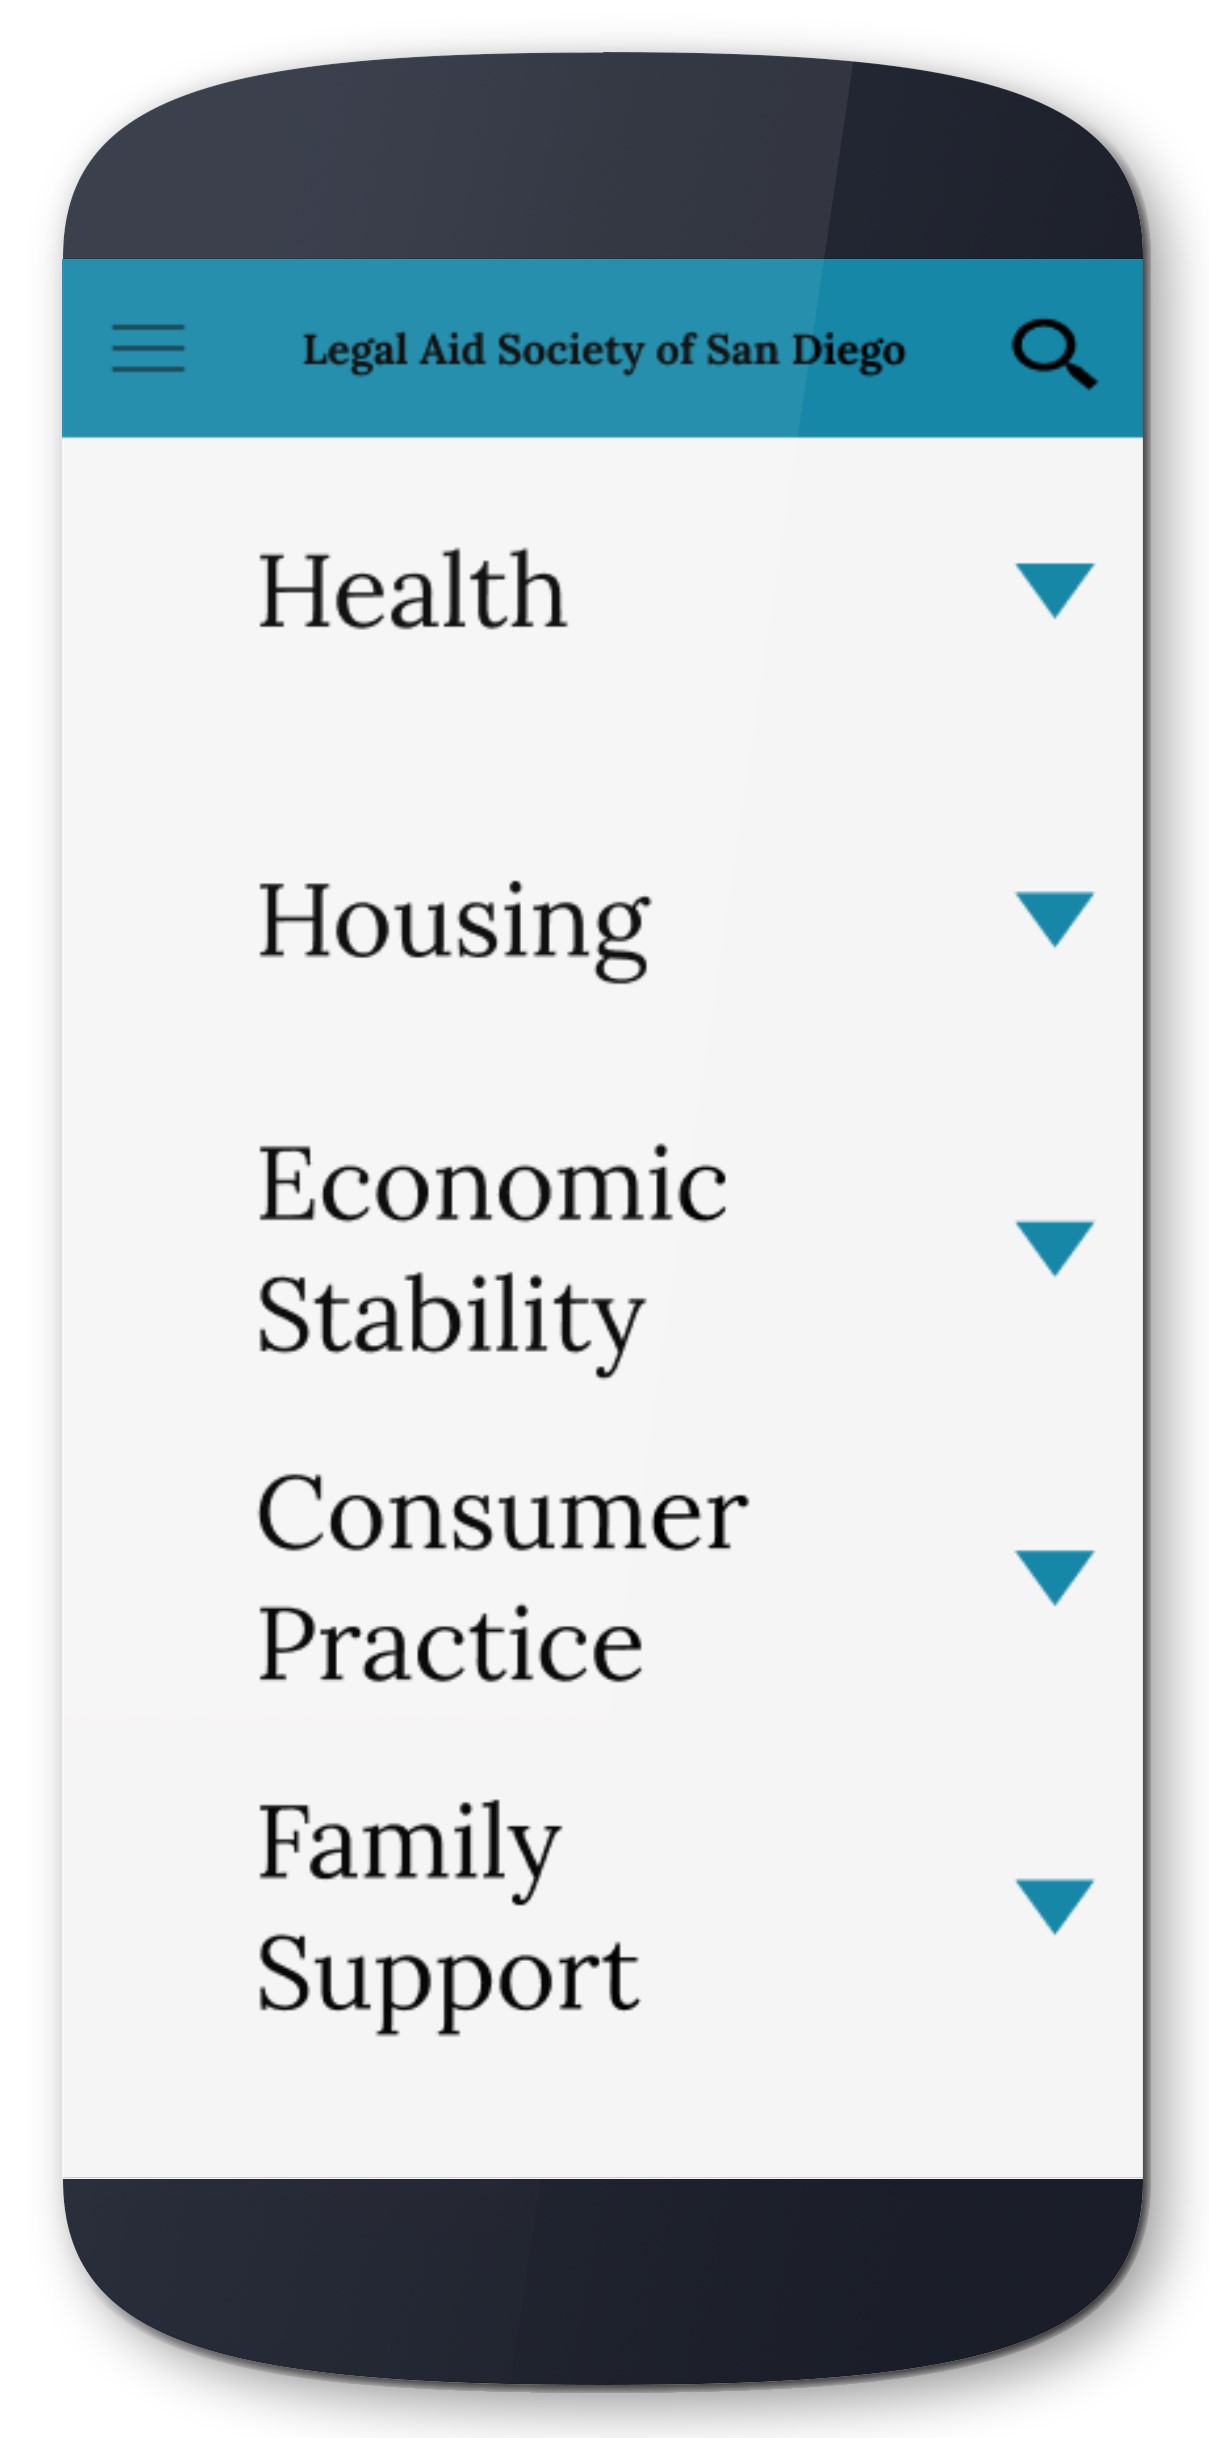 Legal Aid Society of San Diego
Health
Housing
Economic
Stability
Consumer
Practice
Family
Support